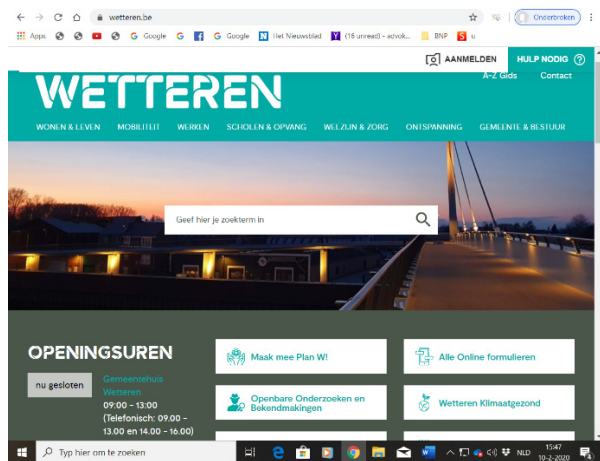 wetteren.be
Onderbroken
Apps
G Google
G Google
Het Nieuwsblad
(16 unread) - advok...
BNP
S u
AANMELDEN
HULP NODIG ?
WETTEREN
A-Z Gids
Contact
WONEN & LEVEN
MOBILITEIT
WERKEN
SCHOLEN & OPVANG
WELZIJN & ZORG
ONTSPANNING
GEMEENTE & BESTUUR
Geef hier je zoekterm in
OPENINGSUREN
nu gesloten
Gemeentehuis
Wetteren
09:00 - 13:00
(Telefonisch: 09.00 -
13.00 en 14.00 - 16.00)
Maak mee Plan W!
Alle Online formulieren
Openbare Onderzoeken en
Bekendmakingen
Wetteren Klimaatgezond
Typ hier om te zoeken
NLD
15:47
10-2-2020